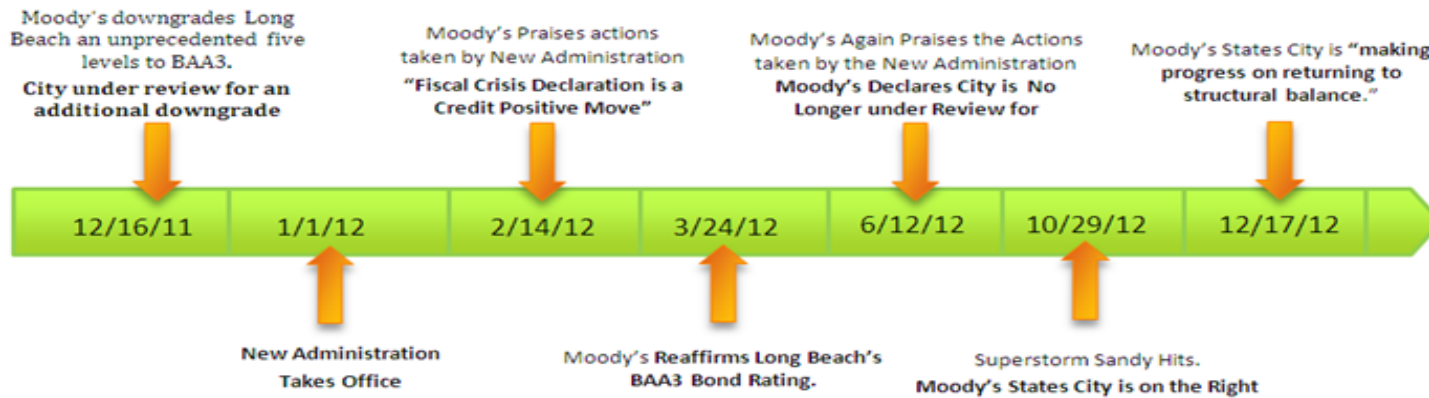 Moody's downgrades Long
Beach an unprecedented five
levels to BAA3.
City under review for an
additional downgrade
Moody's Praises actions
taken by New Administration
"Fiscal Crisis Declaration is a
Credit Positive Move"
Moody's Again Praises the Actions
taken by the New Administration
Moody's Declares City is No
Longer under Review for
Moody's States City is "making
progress on returning to
structural balance."
12/16/11
1/1/12
2/14/12
3/24/12
6/12/12
10/29/12
12/17/12
New Administration
Takes Office
Moody's Reaffirms Long Beach's
BAA3 Bond Rating.
Superstorm Sandy Hits.
Moody's States City is on the Right